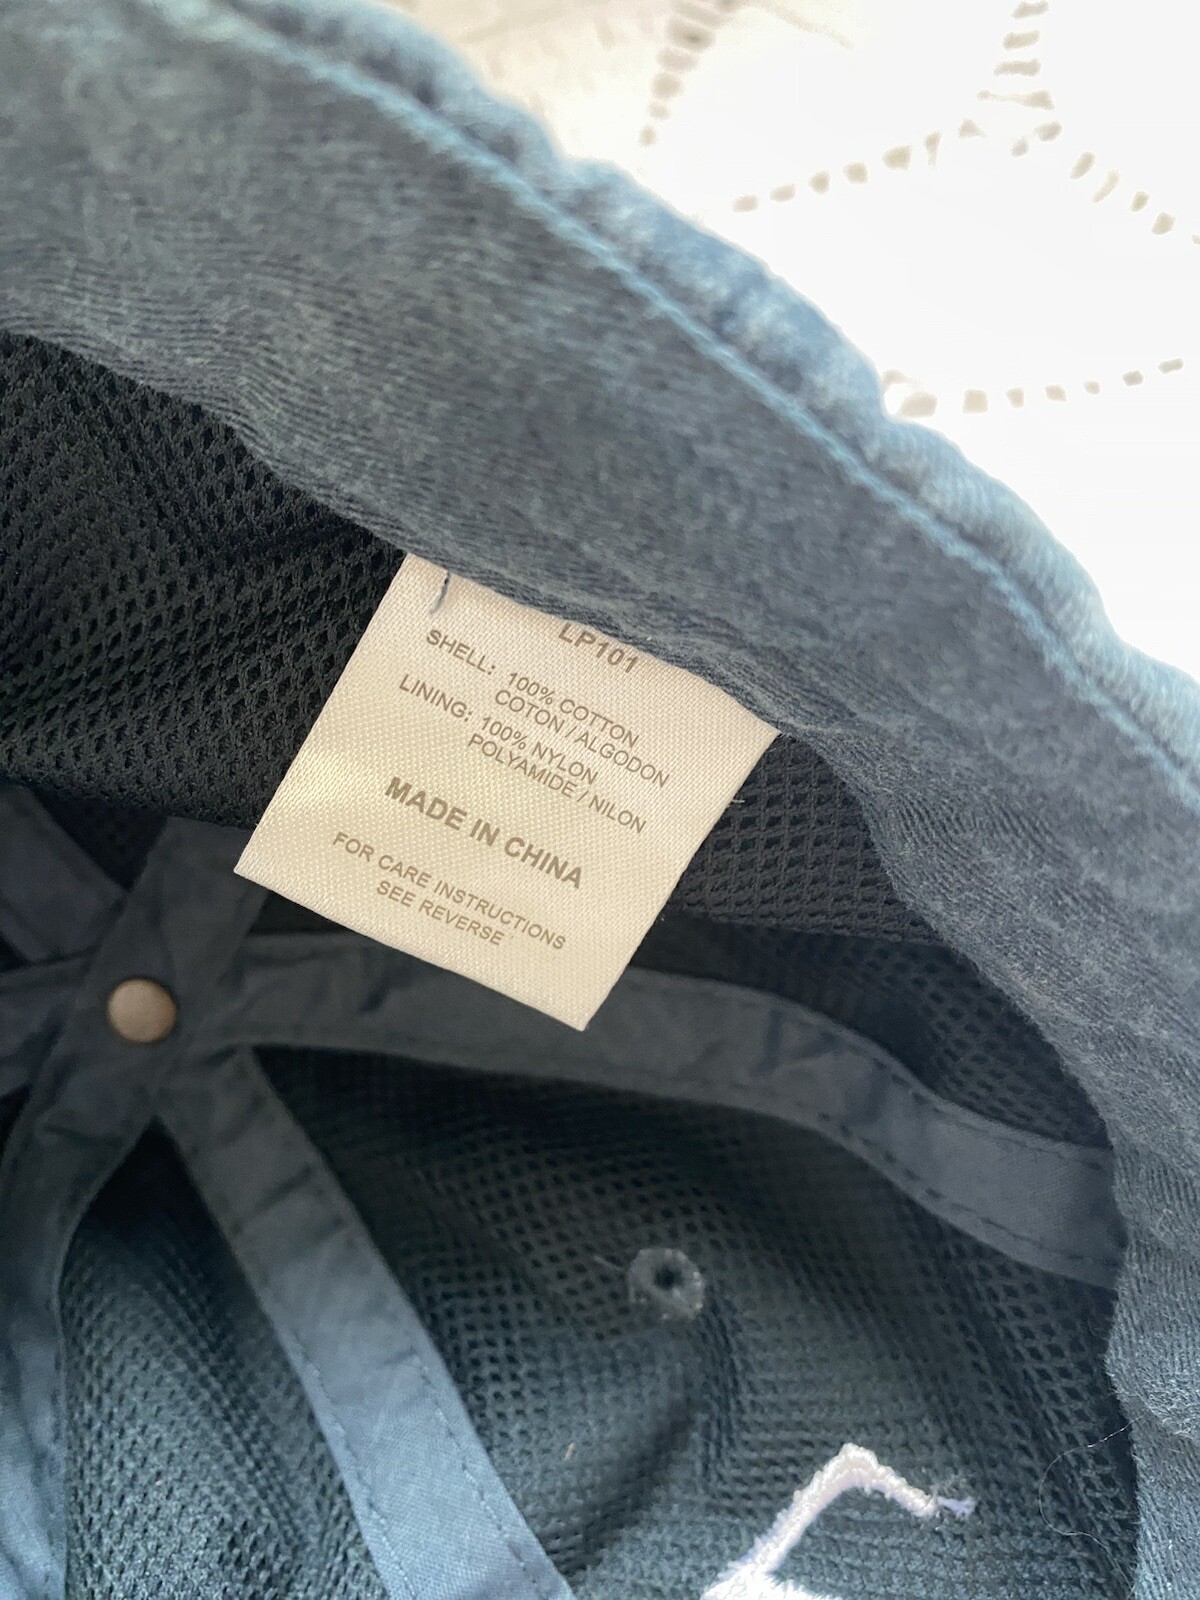 LP101
SHELL: 100% COTTON
COTON / ALGODON
LINING: 100% NYLON
POLYAMIDE / NILON
MADE IN CHINA
FOR CARE INSTRUCTIONS
SEE REVERSE